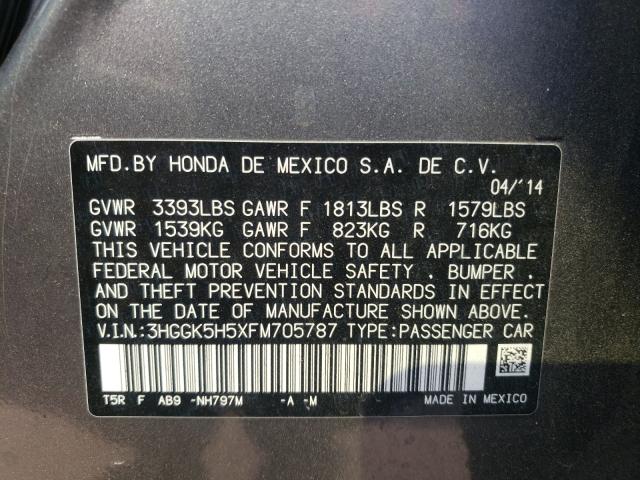 MFD.BY HONDA DE MEXICO S.A. DE C.V.
04/'14
GVWR 3393LBS GAWR F 1813LBS R 1579LBS
GVWR 1539KG GAWR F 823KG R 716KG
THIS VEHICLE CONFORMS TO ALL APPLICABLE
FEDERAL MOTOR VEHICLE SAFETY , BUMPER ,
AND THEFT PREVENTION STANDARDS IN EFFECT
ON THE DATE OF MANUFACTURE SHOWN ABOVE.
V.I.N.:3HGGK5H5XFM705787 TYPE:PASSENGER CAR
T5R F AB9 -NH797M -A -M MADE IN MEXICO